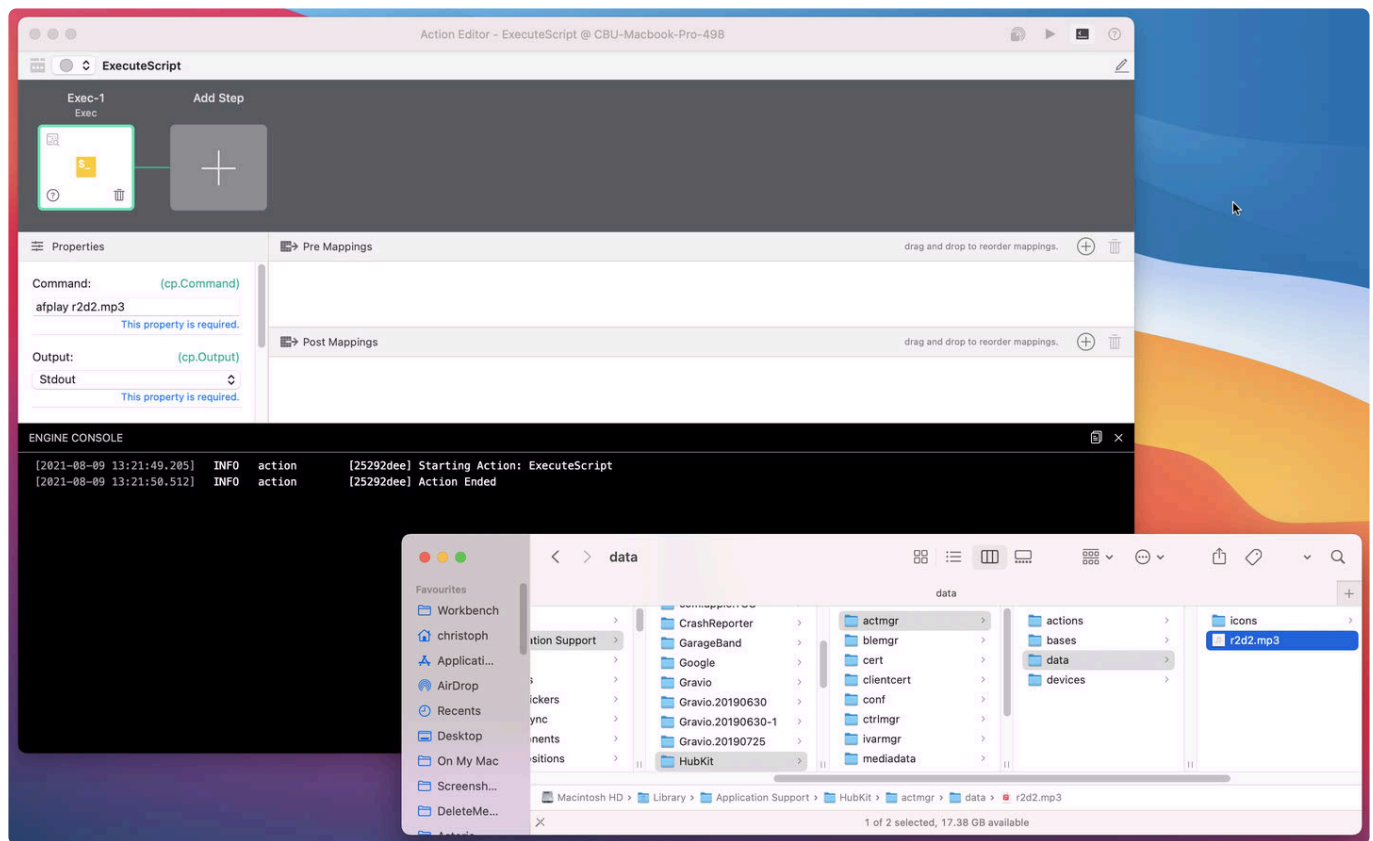 Action Editor - ExecuteScript @ CBU-Macbook-Pro-498
ExecuteScript
Exec-1
Exec
Add Step
$_
Properties
Command:
(cp.Command)
afplay r2d2.mp3
This property is required.
Output:
(cp.Output)
Stdout
This property is required.
Pre Mappings
drag and drop to reorder mappings.
Post Mappings
drag and drop to reorder mappings.
ENGINE CONSOLE
[2021-08-09 13:21:49.205] INFO action [25292dee] Starting Action: ExecuteScript
[2021-08-09 13:21:50.512] INFO action [25292dee] Action Ended
data
data
Favourites
Workbench
christoph
Applicati...
AirDrop
Recents
Desktop
On My Mac
Screensh...
DeleteMe...
ation Support
s
ickers
ync
nents
sitions
CrashReporter
GarageBand
Google
Gravio
Gravio.20190630
Gravio.20190630-1
Gravio.20190725
HubKit
actmgr
blemgr
cert
clientcert
conf
ctrlmgr
ivarmgr
mediadata
actions
bases
data
devices
icons
r2d2.mp3
Macintosh HD › Library › Application Support › HubKit › actmgr › data › r2d2.mp3
1 of 2 selected, 17.38 GB available